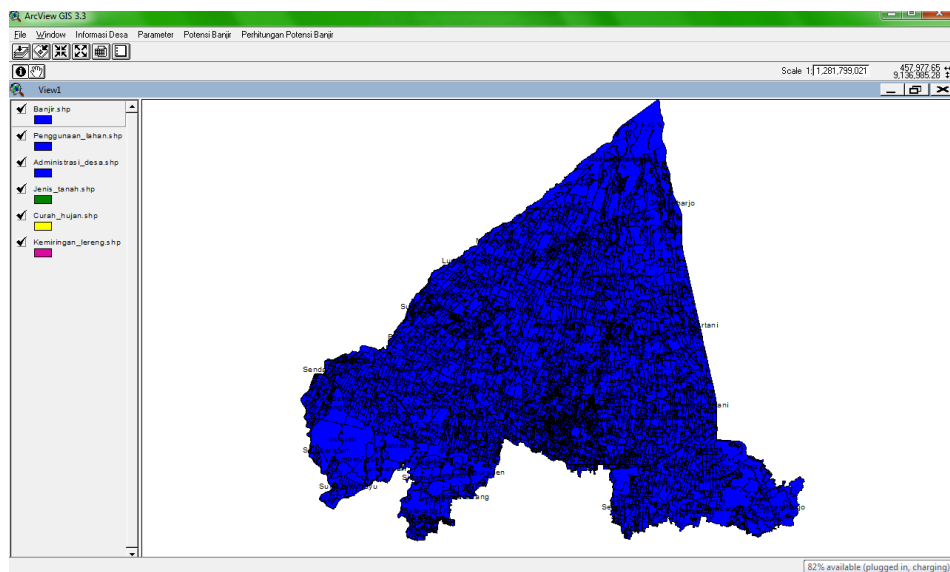 ArcView GIS 3.3
File Window Informasi Desa Parameter Potensi Banjir Perhitungan Potensi Banjir
Scale 1: 1,281,799,021
457,977.65
9,136,985.28
View1
Banjir.shp
Penggunaan_lahan.shp
Administrasi_desa.shp
Jenis_tanah.shp
Curah_hujan.shp
Kemiringan_lereng.shp
82% available (plugged in, charging)